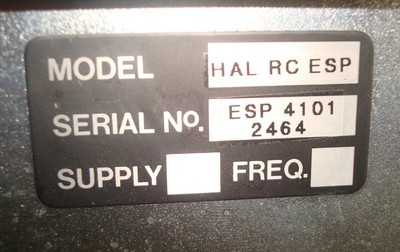 MODEL HAL RC ESP
SERIAL No. ESP 4101
2464
SUPPLY FREQ.